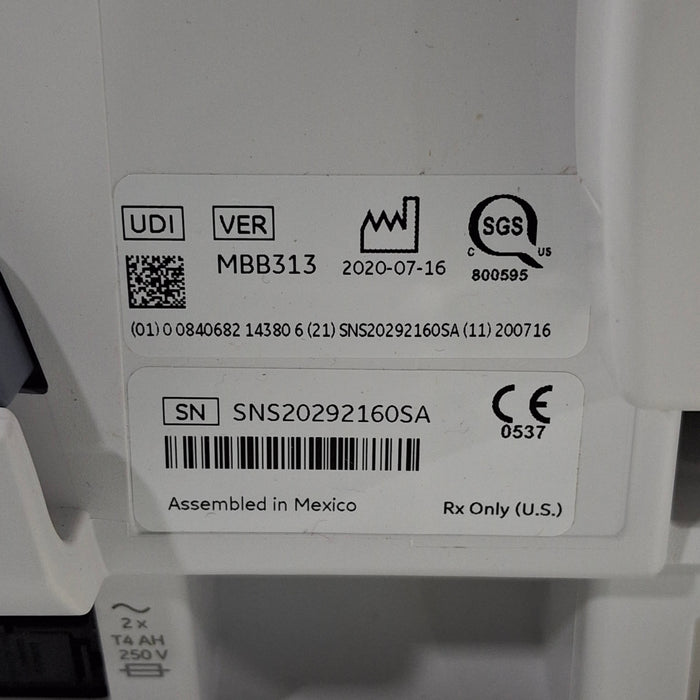 UDI VER
SGS
C US
MBB313 2020-07-16 800595
(01) 0 0840682 14380 6 (21) SNS20292160SA (11) 200716
SN SNS20292160SA CE
0537
Assembled in Mexico Rx Only (U.S.)
2 x
T4 AH
250 V